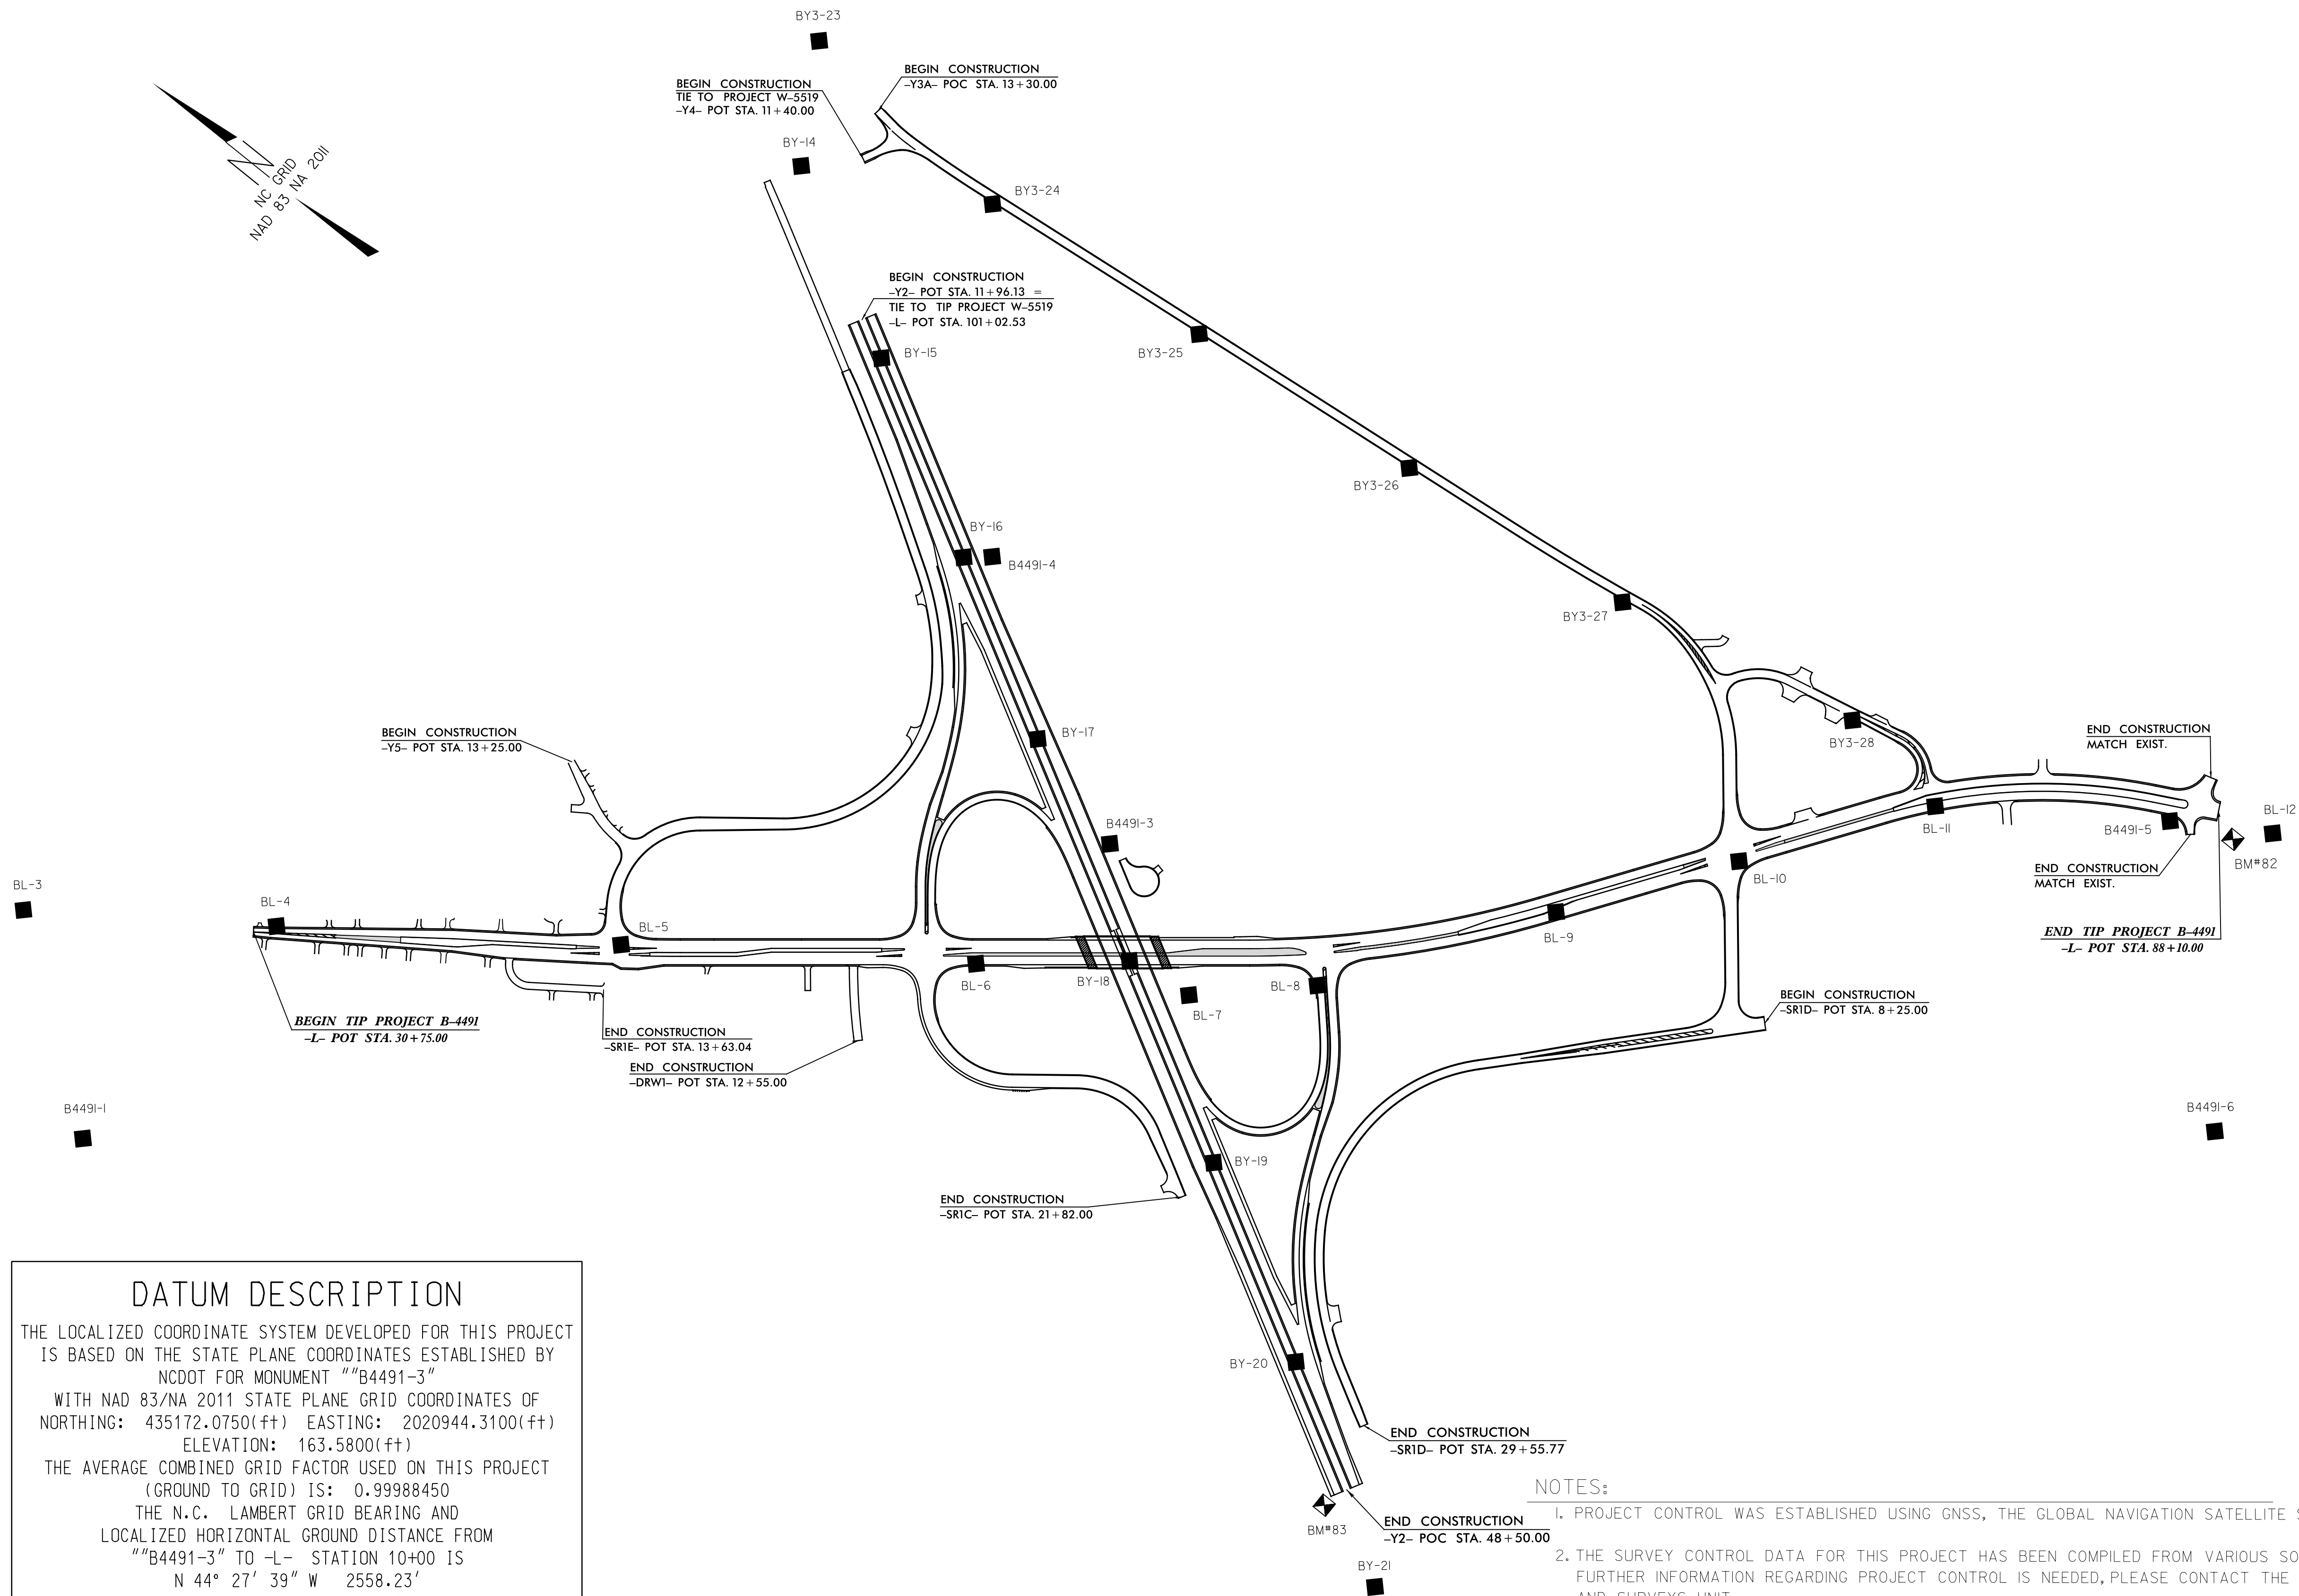 BY3-23
BEGIN CONSTRUCTION
-Y3A- POC STA. 13+30.00
BEGIN CONSTRUCTION
TIE TO PROJECT W-5519
-Y4- POT STA. 11+40.00
BY-14
NC GRID
NAD 83 NA 2011
BY3-24
BEGIN CONSTRUCTION
-Y2- POT STA. 11+96.13 =
TIE TO TIP PROJECT W-5519
-L- POT STA. 101+02.53
BY-15
BY3-25
BY3-26
BY-16
B4491-4
BY3-27
BEGIN CONSTRUCTION
-Y5- POT STA. 13+25.00
BY-17
BY3-28
END CONSTRUCTION
MATCH EXIST.
B4491-3
BL-11
B4491-5
BL-12
BM#82
END CONSTRUCTION
MATCH EXIST.
BL-10
BL-3
BL-4
BL-5
BL-9
END TIP PROJECT B-4491
-L- POT STA. 88+10.00
BL-6
BY-18
BL-7
BL-8
BEGIN CONSTRUCTION
-SR1D- POT STA. 8+25.00
BEGIN TIP PROJECT B-4491
-L- POT STA. 30+75.00
END CONSTRUCTION
-SR1E- POT STA. 13+63.04
END CONSTRUCTION
-DRW1- POT STA. 12+55.00
B4491-1
B4491-6
BY-19
END CONSTRUCTION
-SR1C- POT STA. 21+82.00
BY-20
END CONSTRUCTION
-SR1D- POT STA. 29+55.77
BM#83
END CONSTRUCTION
-Y2- POC STA. 48+50.00
BY-21
DATUM DESCRIPTION
THE LOCALIZED COORDINATE SYSTEM DEVELOPED FOR THIS PROJECT
IS BASED ON THE STATE PLANE COORDINATES ESTABLISHED BY
NCDOT FOR MONUMENT ""B4491-3"
WITH NAD 83/NA 2011 STATE PLANE GRID COORDINATES OF
NORTHING: 435172.0750(ft) EASTING: 2020944.3100(ft)
ELEVATION: 163.5800(ft)
THE AVERAGE COMBINED GRID FACTOR USED ON THIS PROJECT
(GROUND TO GRID) IS: 0.99988450
THE N.C. LAMBERT GRID BEARING AND
LOCALIZED HORIZONTAL GROUND DISTANCE FROM
""B4491-3" TO -L- STATION 10+00 IS
N 44° 27' 39" W 2558.23'
NOTES:
1. PROJECT CONTROL WAS ESTABLISHED USING GNSS, THE GLOBAL NAVIGATION SATELLITE
2. THE SURVEY CONTROL DATA FOR THIS PROJECT HAS BEEN COMPILED FROM VARIOUS
FURTHER INFORMATION REGARDING PROJECT CONTROL IS NEEDED, PLEASE CONTACT THE
AND SURVEYS UNIT